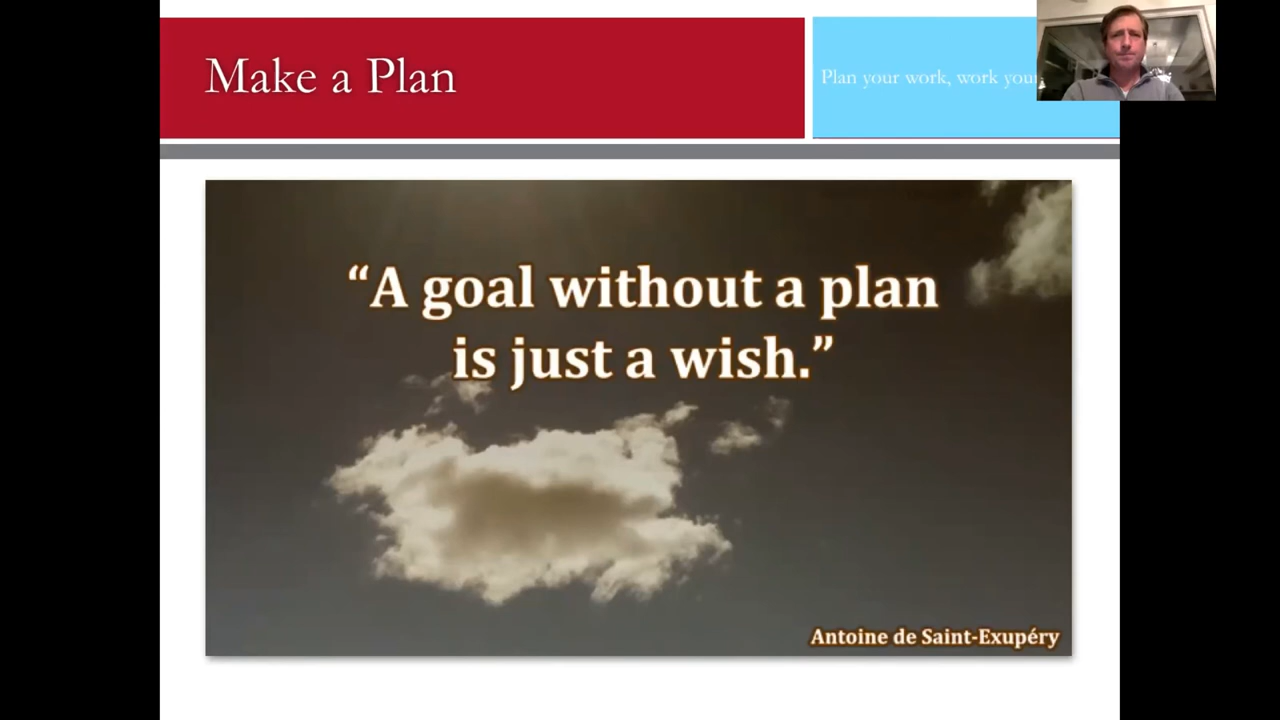 Make a Plan
Plan your work, work your
“A goal without a plan
is just a wish.”
Antoine de Saint-Exupéry